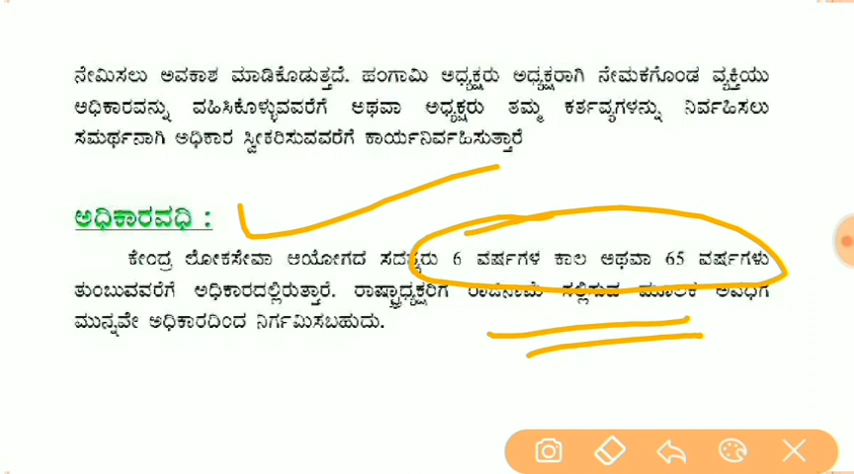 ನೇಮಿಸಲು ಅವಕಾಶ ಮಾಡಿಕೊಡುತ್ತದೆ. ಹಂಗಾಮಿ ಅಧ್ಯಕ್ಷರು ಅಧ್ಯಕ್ಷರಾಗಿ ನೇಮಕಗೊಂಡ ವ್ಯಕ್ತಿಯು
ಅಧಿಕಾರವನ್ನು ವಹಿಸಿಕೊಳ್ಳುವವರೆಗೆ ಅಥವಾ ಅಧ್ಯಕ್ಷರು ತಮ್ಮ ಕರ್ತವ್ಯಗಳನ್ನು ನಿರ್ವಹಿಸಲು
ಸಮರ್ಥನಾಗಿ ಅಧಿಕಾರ ಸ್ವೀಕರಿಸುವವರೆಗೆ ಕಾರ್ಯನಿರ್ವಹಿಸುತ್ತಾರೆ
ಅಧಿಕಾರವಧಿ :
ಕೇಂದ್ರ ಲೋಕಸೇವಾ ಆಯೋಗದ ಸದಸ್ಯರು 6 ವರ್ಷಗಳ ಕಾಲ ಅಥವಾ 65 ವರ್ಷಗಳು
ತುಂಬುವವರೆಗೆ ಅಧಿಕಾರದಲ್ಲಿರುತ್ತಾರೆ. ರಾಷ್ಟ್ರಾಧ್ಯಕ್ಷರಿಗೆ ರಾಜೀನಾಮೆ ಸಲ್ಲಿಸುವ ಮೂಲಕ ಅವಧಿಗೆ
ಮುನ್ನವೇ ಅಧಿಕಾರದಿಂದ ನಿರ್ಗಮಿಸಬಹುದು.